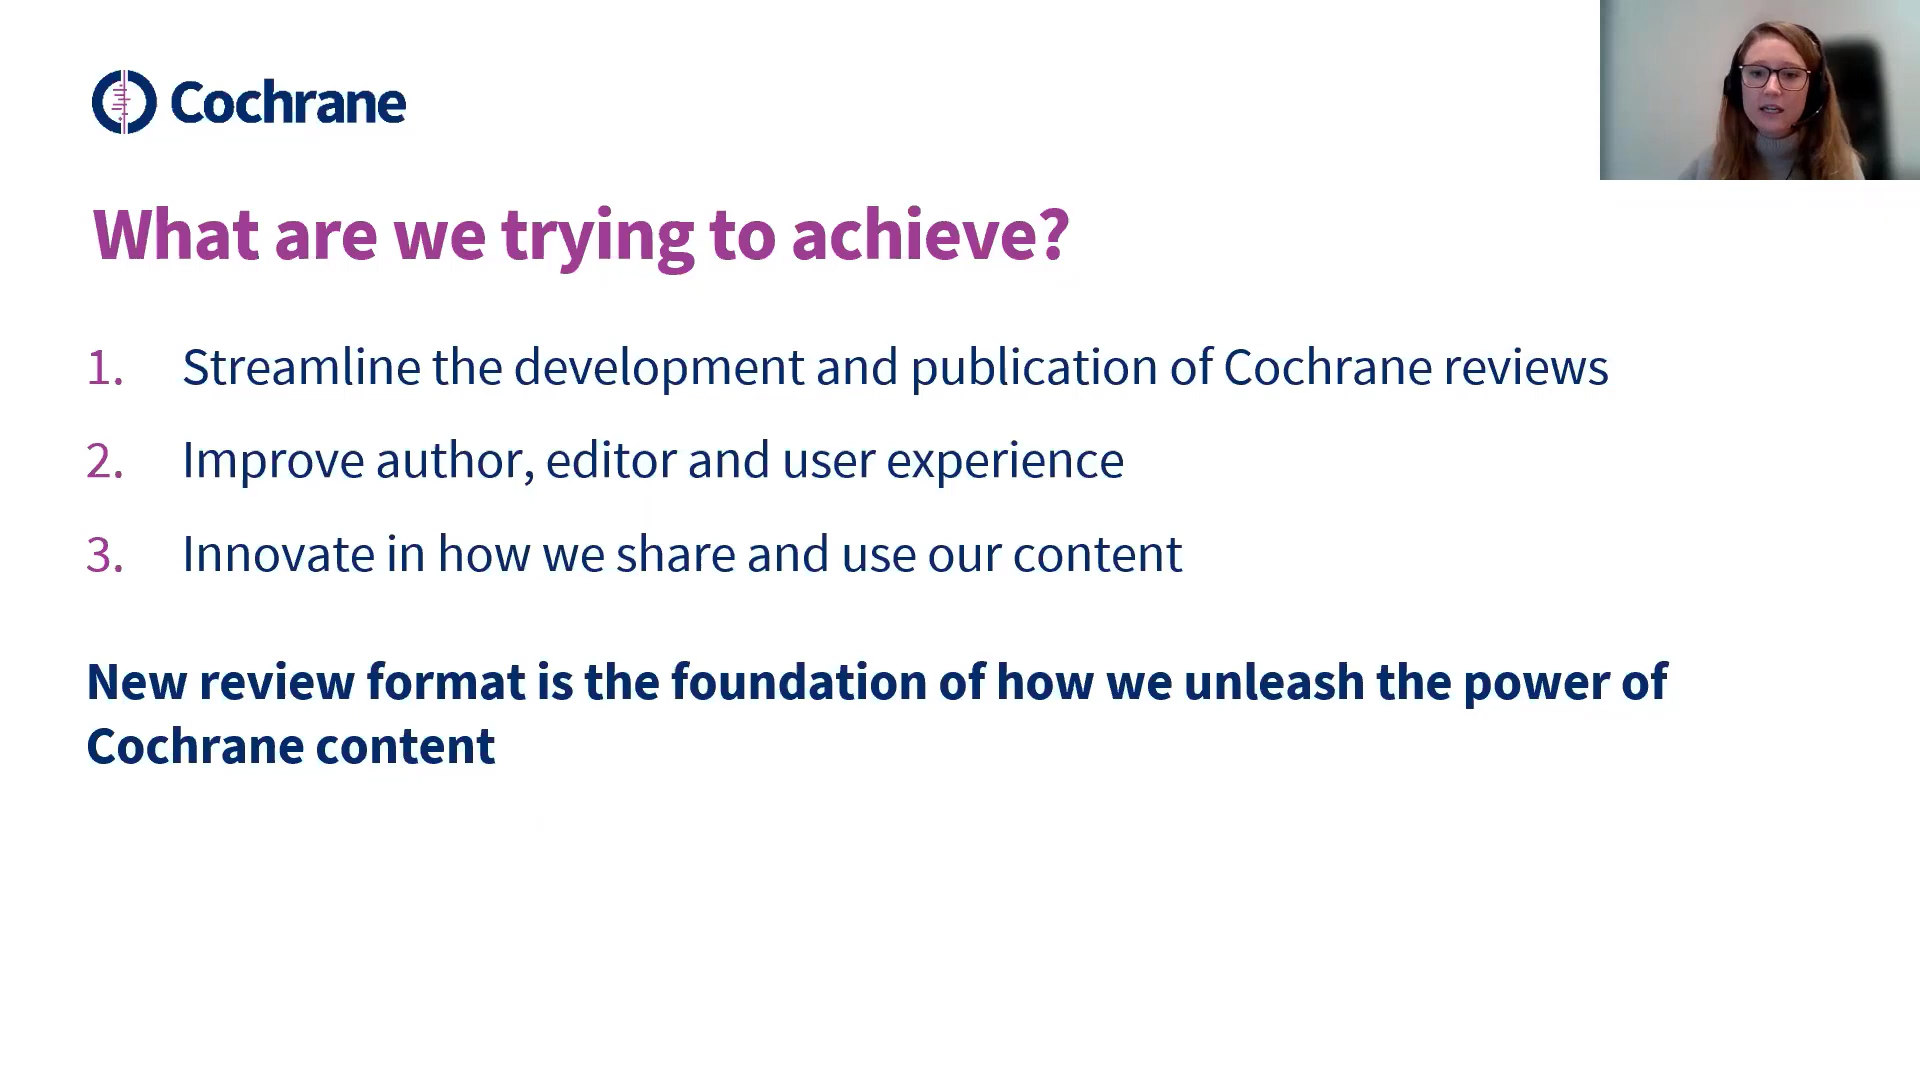 Cochrane
What are we trying to achieve?
1. Streamline the development and publication of Cochrane reviews
2. Improve author, editor and user experience
3. Innovate in how we share and use our content
New review format is the foundation of how we unleash the power of
Cochrane content